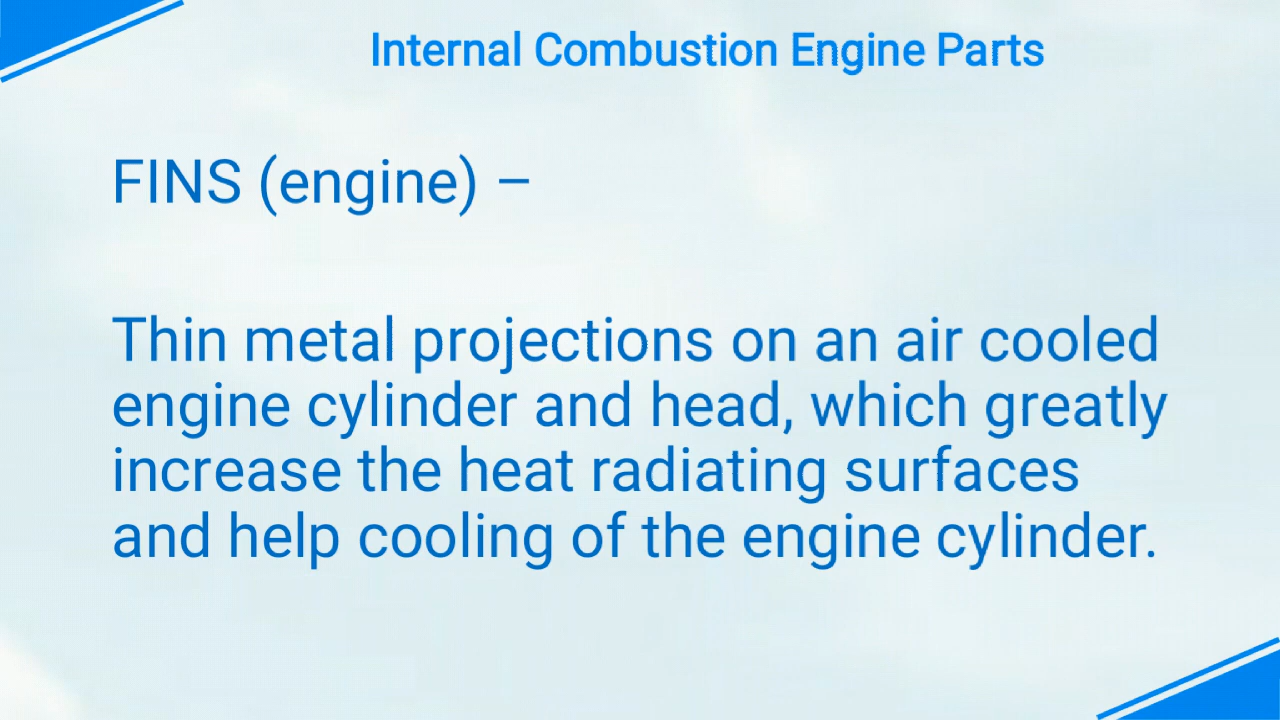 Internal Combustion Engine Parts
FINS (engine) –
Thin metal projections on an air cooled
engine cylinder and head, which greatly
increase the heat radiating surfaces
and help cooling of the engine cylinder.